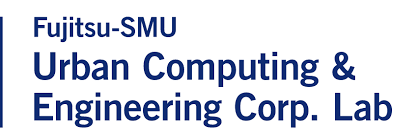 Fujitsu-SMU
Urban Computing &
Engineering Corp. Lab